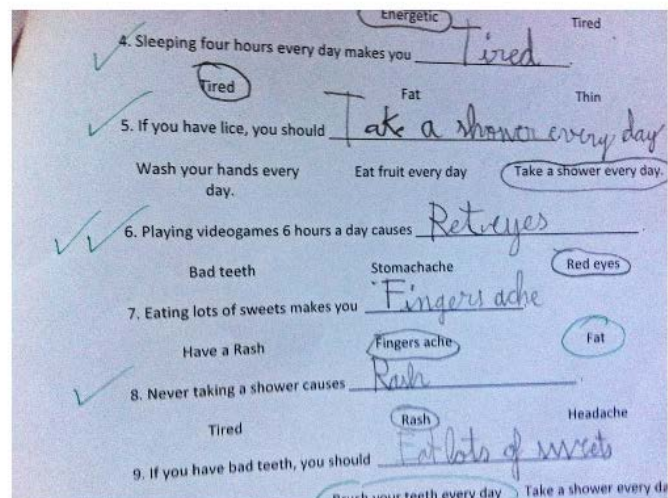 Energetic Tired
4. Sleeping four hours every day makes you Tired.
Tired Fat Thin
5. If you have lice, you should Take a shower every day
Wash your hands every day. Eat fruit every day Take a shower every day.
6. Playing videogames 6 hours a day causes Ret eyes
Bad teeth Stomachache Red eyes
7. Eating lots of sweets makes you Fingers ache
Have a Rash Fingers ache Fat
8. Never taking a shower causes Rash.
Tired Rash Headache
9. If you have bad teeth, you should Eat lots of sweets
Brush your teeth every day Take a shower every da